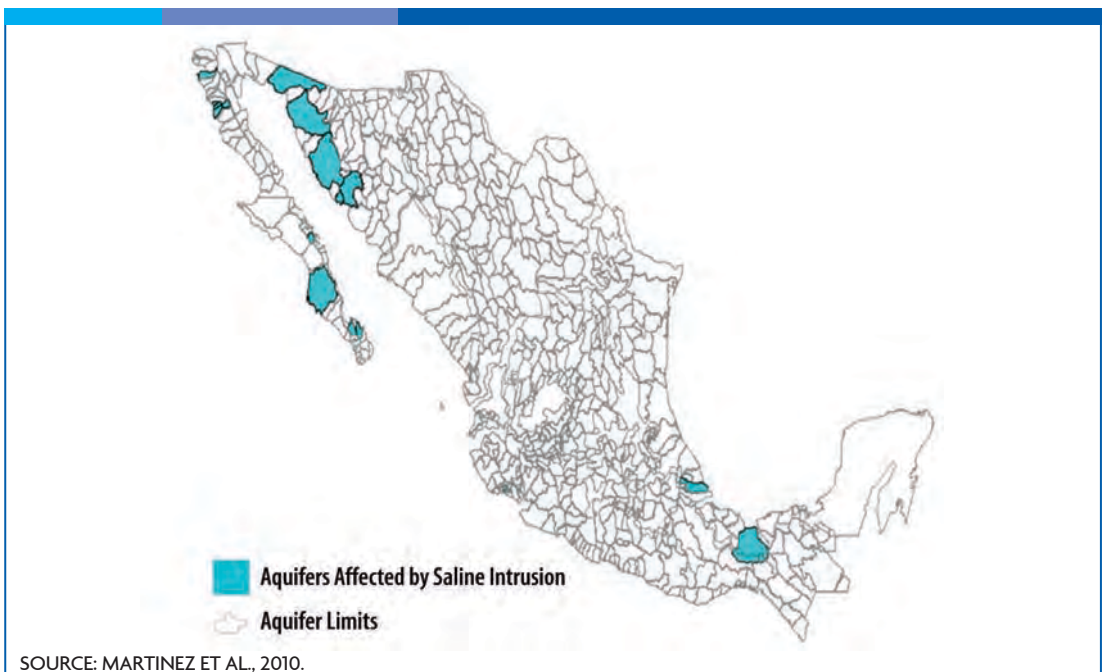 Aquifers Affected by Saline Intrusion
Aquifer Limits
SOURCE: MARTINEZ ET AL., 2010.